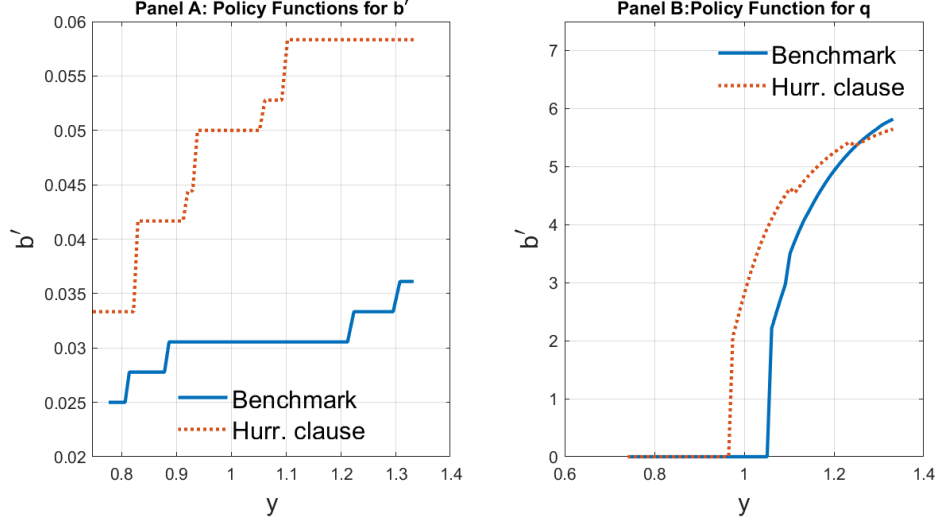 Panel A: Policy Functions for b′
0.06
0.055
0.05
0.045
0.04
0.035
0.03
0.025
0.02
b′
Benchmark
Hurr. clause
0.8
0.9
1
1.1
1.2
1.3
1.4
y
Panel B:Policy Function for q
7
6
5
4
3
2
1
0
b′
Benchmark
Hurr. clause
0.6
0.8
1
1.2
1.4
y